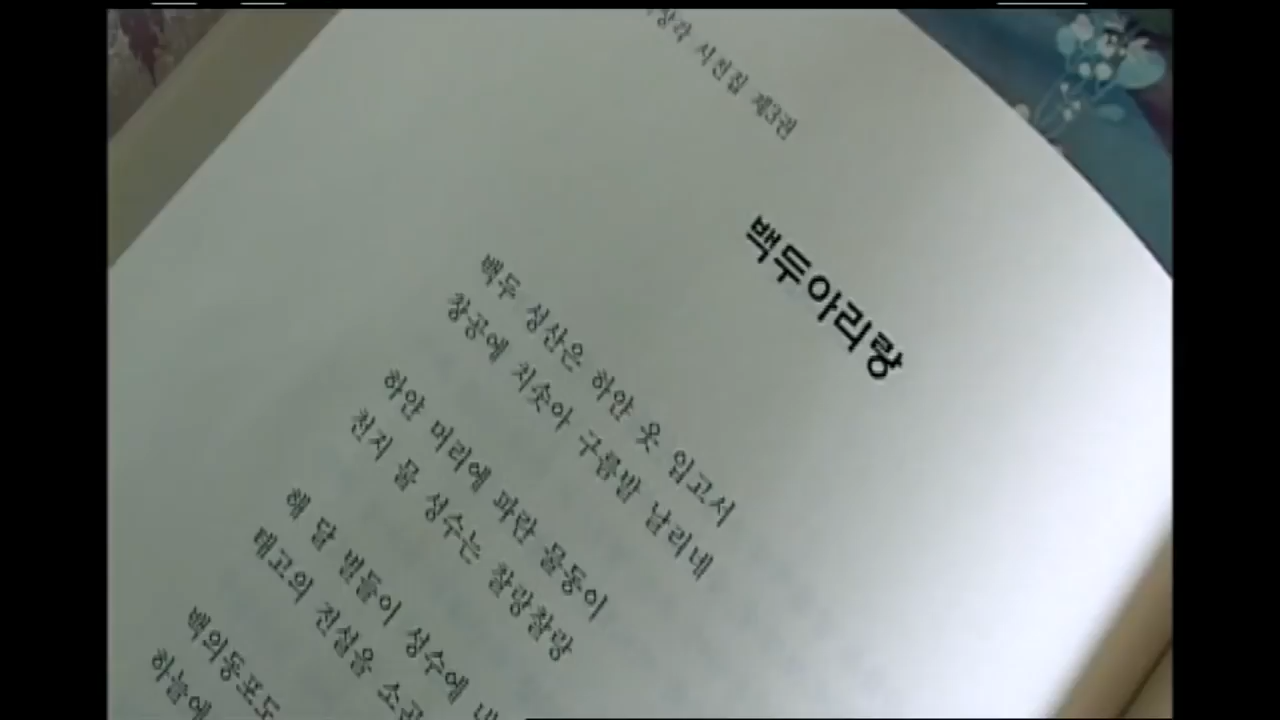 시선집 제3권
백두아리랑
백두 성산은 하얀 옷 입고서
창공에 치솟아 구름발 날리네
하얀 머리에 파란 물동이
천지 물 성수는 찰랑찰랑
해 달 별들이 성수에
태고의 전설을
백의동포도
하늘에